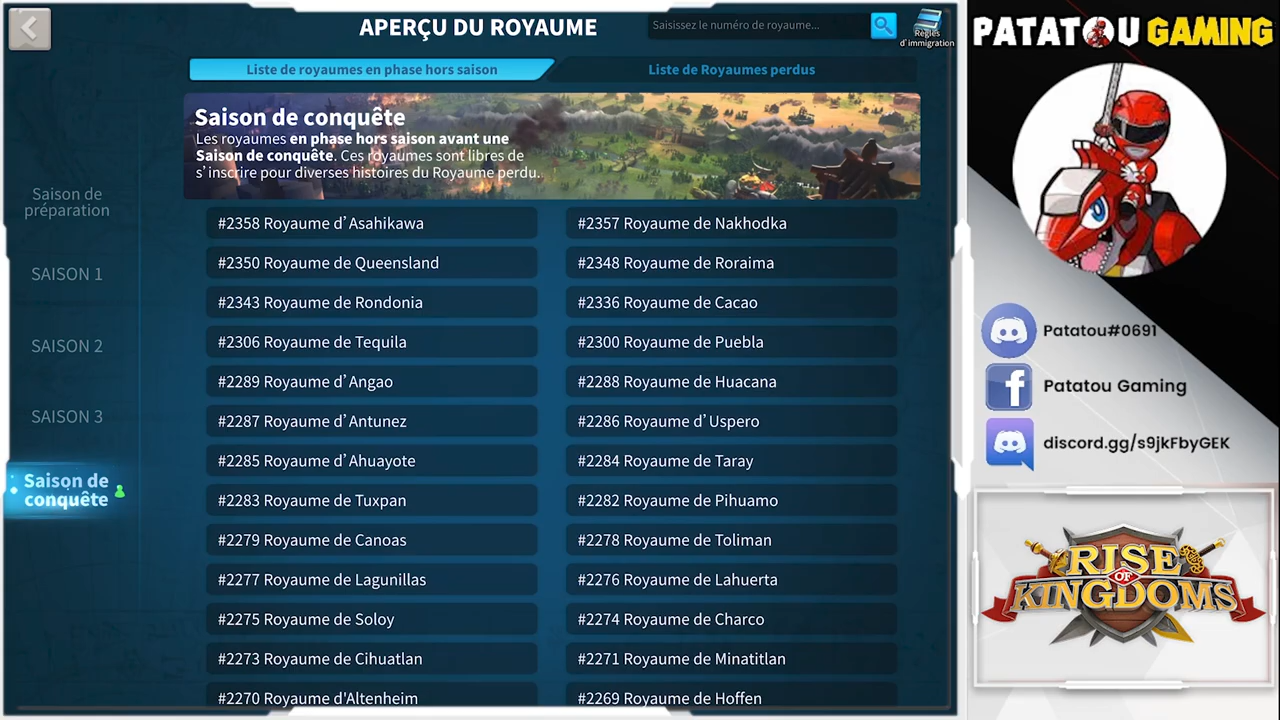 APERÇU DU ROYAUME
Saisissez le numéro de royaume...
Règles
d'immigration
Liste de royaumes en phase hors saison
Liste de Royaumes perdus
Saison de conquête
Les royaumes en phase hors saison avant une
Saison de conquête. Ces royaumes sont libres de
s'inscrire pour diverses histoires du Royaume perdu.
Saison de
préparation
SAISON 1
SAISON 2
SAISON 3
Saison de
conquête
#2358 Royaume d'Asahikawa
#2357 Royaume de Nakhodka
#2350 Royaume de Queensland
#2348 Royaume de Roraima
#2343 Royaume de Rondonia
#2336 Royaume de Cacao
#2306 Royaume de Tequila
#2300 Royaume de Puebla
#2289 Royaume d'Angao
#2288 Royaume de Huacana
#2287 Royaume d'Antunez
#2286 Royaume d'Uspero
#2285 Royaume d'Ahuayote
#2284 Royaume de Taray
#2283 Royaume de Tuxpan
#2282 Royaume de Pihuamo
#2279 Royaume de Canoas
#2278 Royaume de Toliman
#2277 Royaume de Lagunillas
#2276 Royaume de Lahuerta
#2275 Royaume de Soloy
#2274 Royaume de Charco
#2273 Royaume de Cihuatlan
#2271 Royaume de Minatitlan
#2270 Royaume d'Altenheim
#2269 Royaume de Hoffen
PATATOU GAMING
Patatou#0691
Patatou Gaming
discord.gg/s9jkFbyGEK
RISE
OF
KINGDOMS